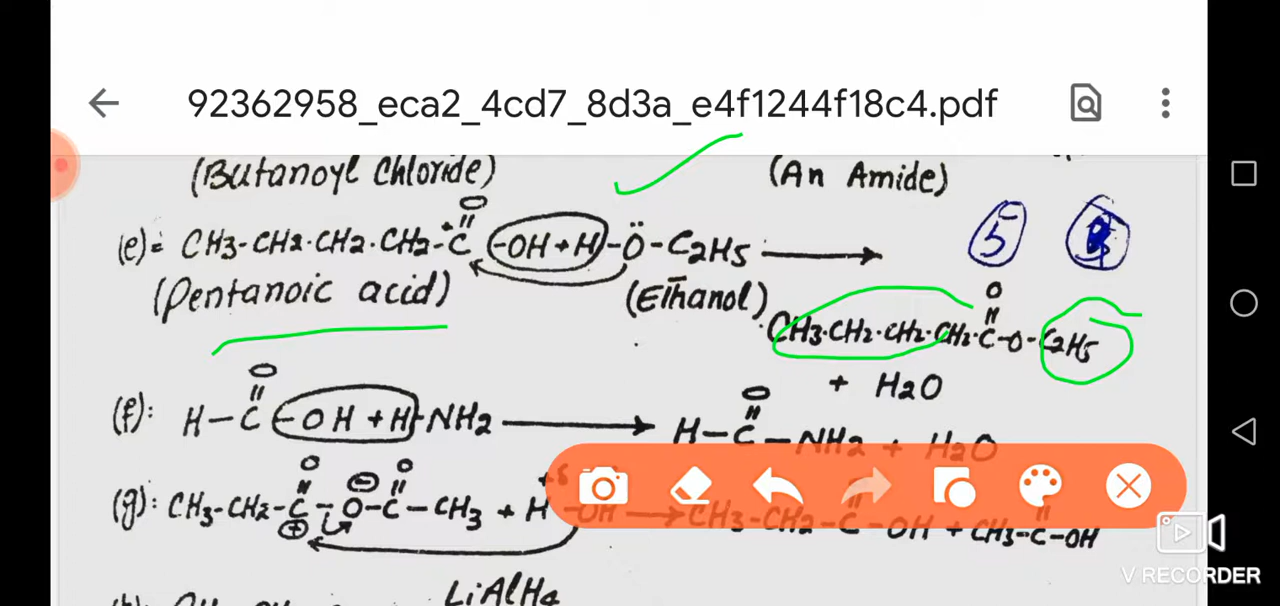 92362958_eca2_4cd7_8d3a_e4f1244f18c4.pdf
(Butanoyl Chloride) (An Amide)
O
(e)= CH3-CH2-CH2.CH2-C -OH + H -Ö-C2H5 → 5
(Pentanoic acid) (Ethanol)
O
CH3.CH2.CH2.CH2.C-O-C2H5
+ H2O
O O
(f): H-C-OH + H-NH2 → H-C-NH2 + H2O
O O
(g): CH3-CH2-C-O-C-CH3 + H -OH → CH3-CH2-C-OH + CH3-C-OH
LiAlH4
V RECORDER